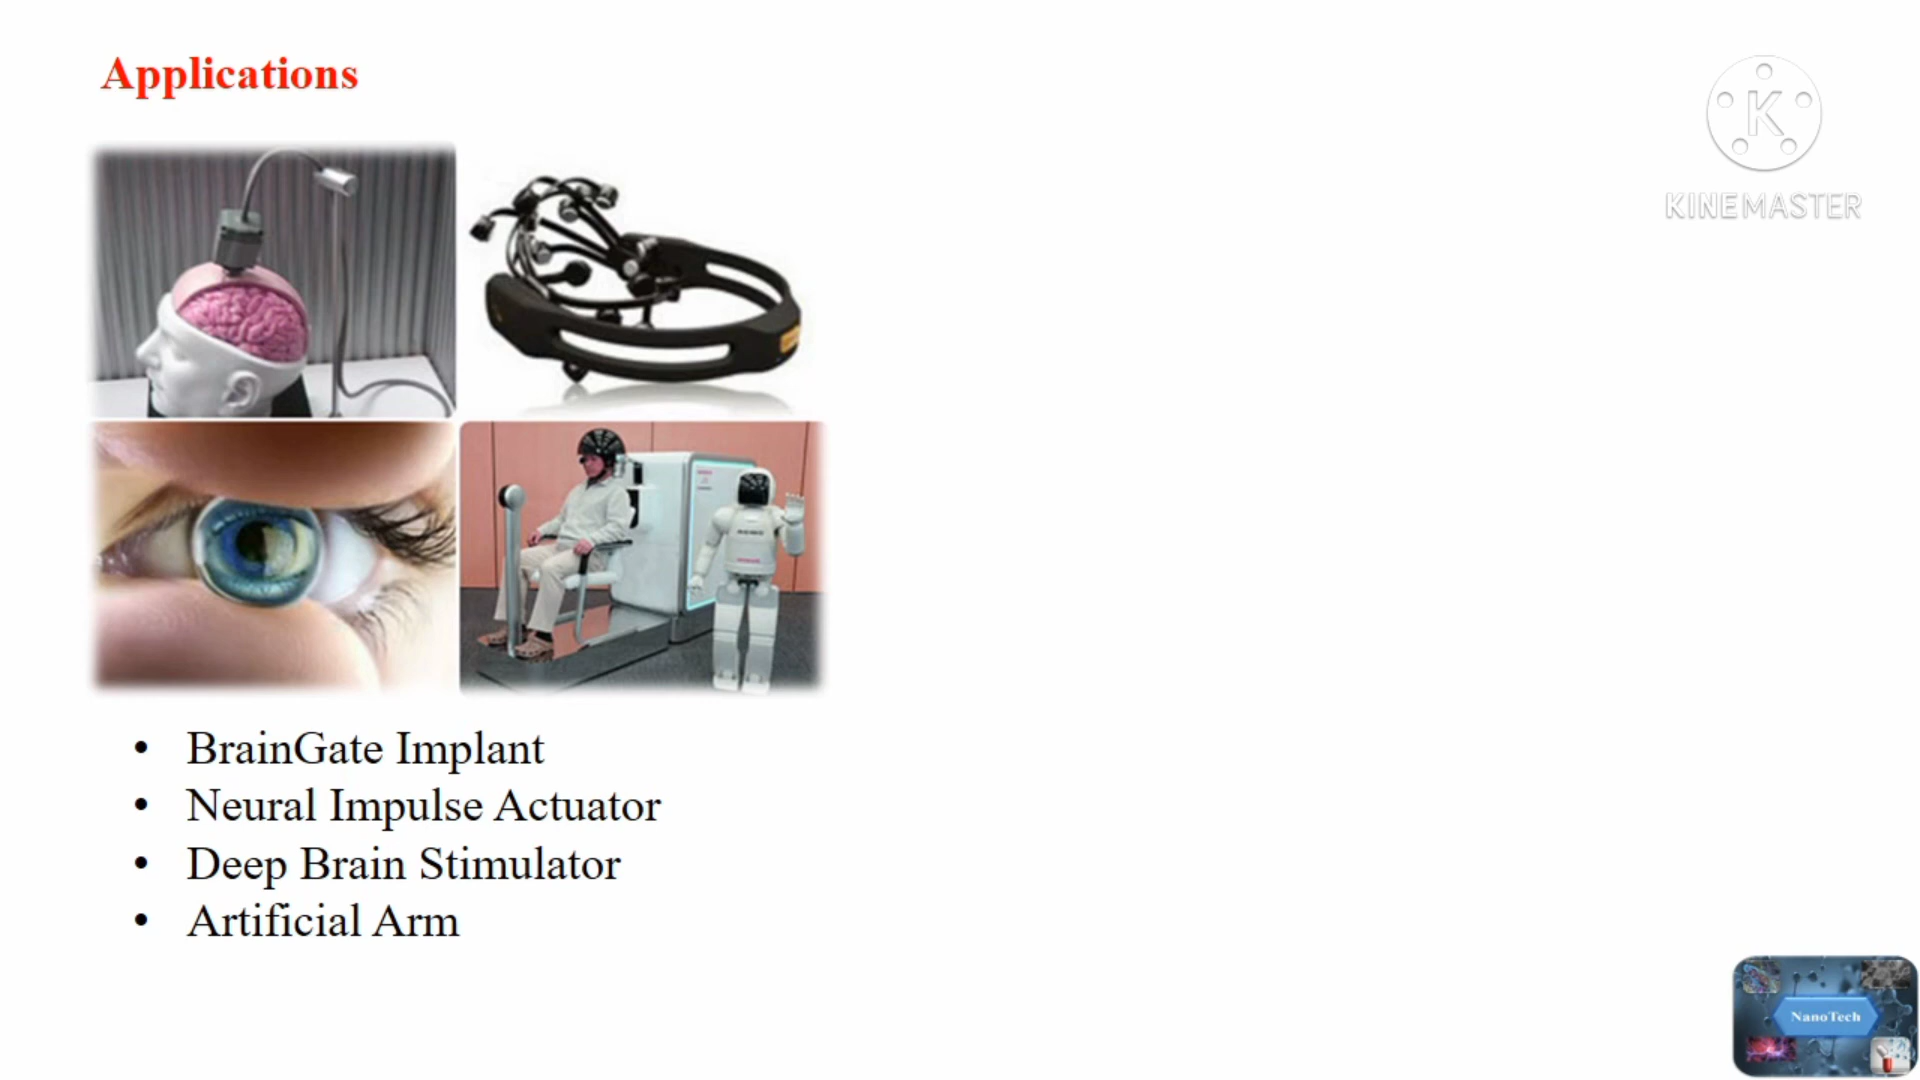 Applications
K
KINEMASTER
• BrainGate Implant
• Neural Impulse Actuator
• Deep Brain Stimulator
• Artificial Arm
NanoTech